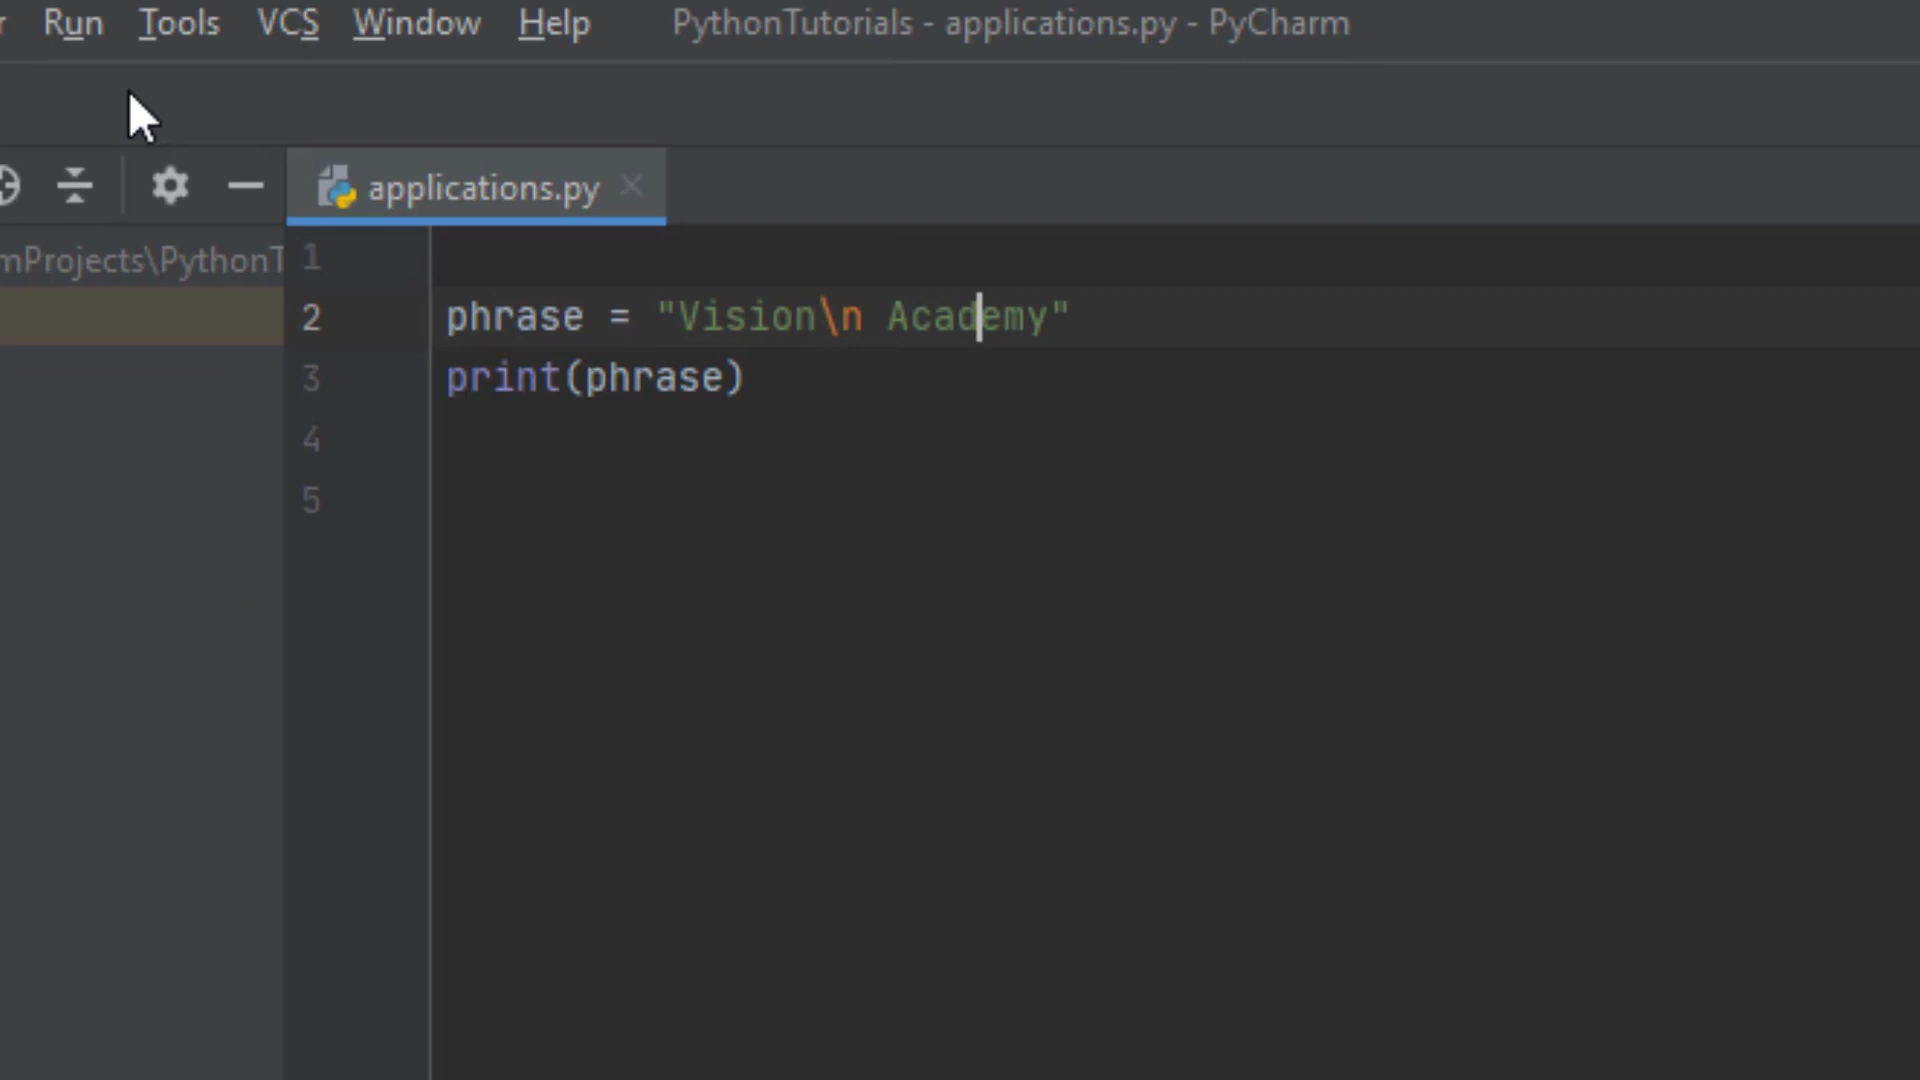 Run Tools VCS Window Help PythonTutorials - applications.py - PyCharm
applications.py
mProjects\PythonT
1
2 phrase = "Vision\n Academy"
3 print(phrase)
4
5